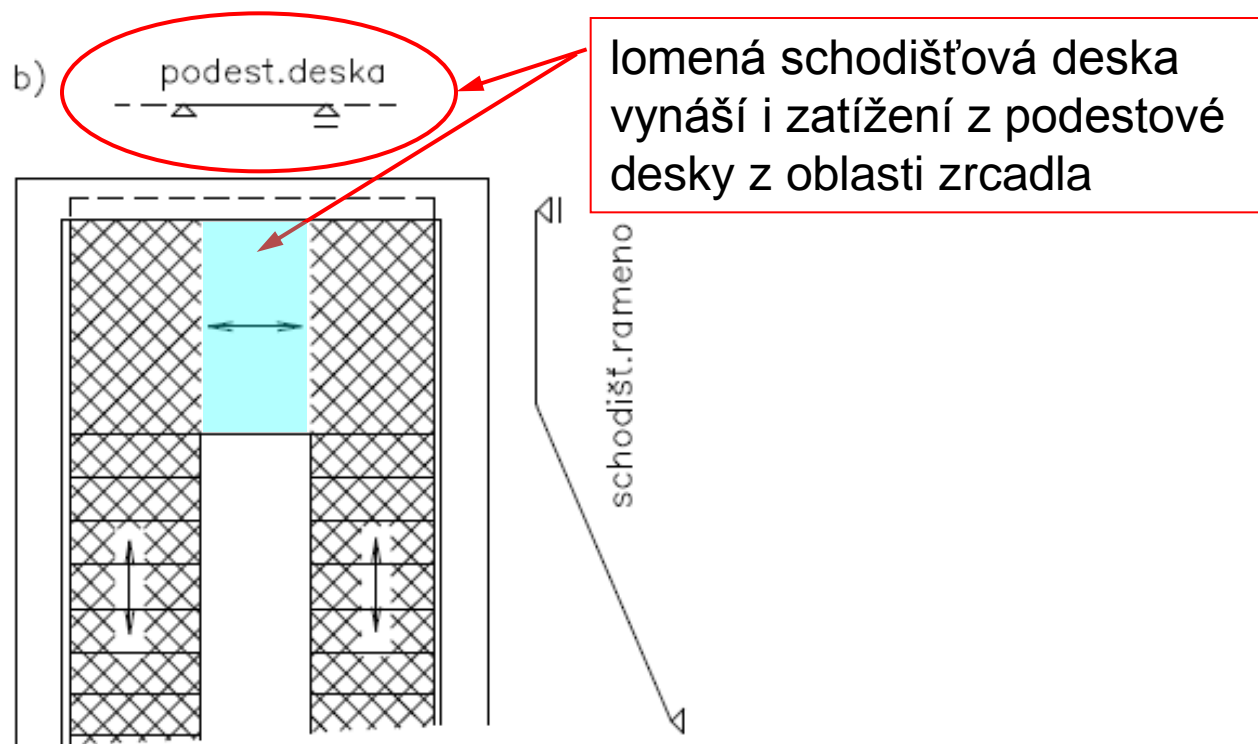 b)
podest.deska
lomená schodišťová deska
vynáší i zatížení z podestové
desky z oblasti zrcadla
schodišť.rameno